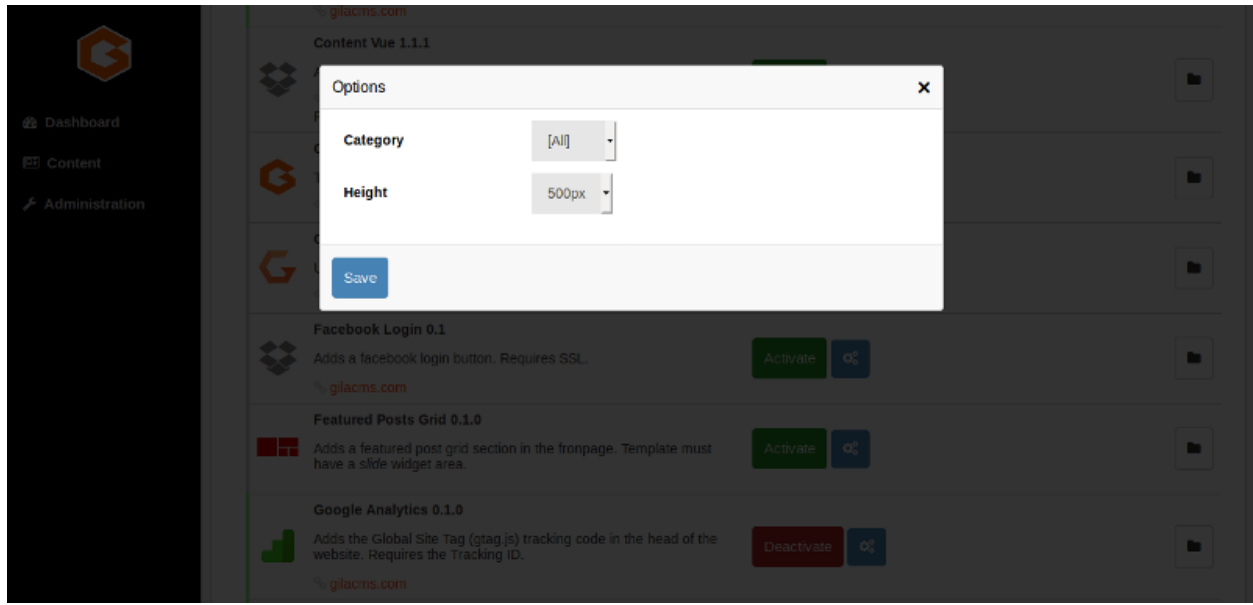 gilacms.com
Content Vue 1.1.1
Options
Dashboard
Category
[All]
Content
Height
500px
Administration
Save
Facebook Login 0.1
Adds a facebook login button. Requires SSL.
Activate
gilacms.com
Featured Posts Grid 0.1.0
Adds a featured post grid section in the fronpage. Template must
have a slide widget area.
Activate
Google Analytics 0.1.0
Adds the Global Site Tag (gtag.js) tracking code in the head of the
website. Requires the Tracking ID.
Deactivate
gilacms.com